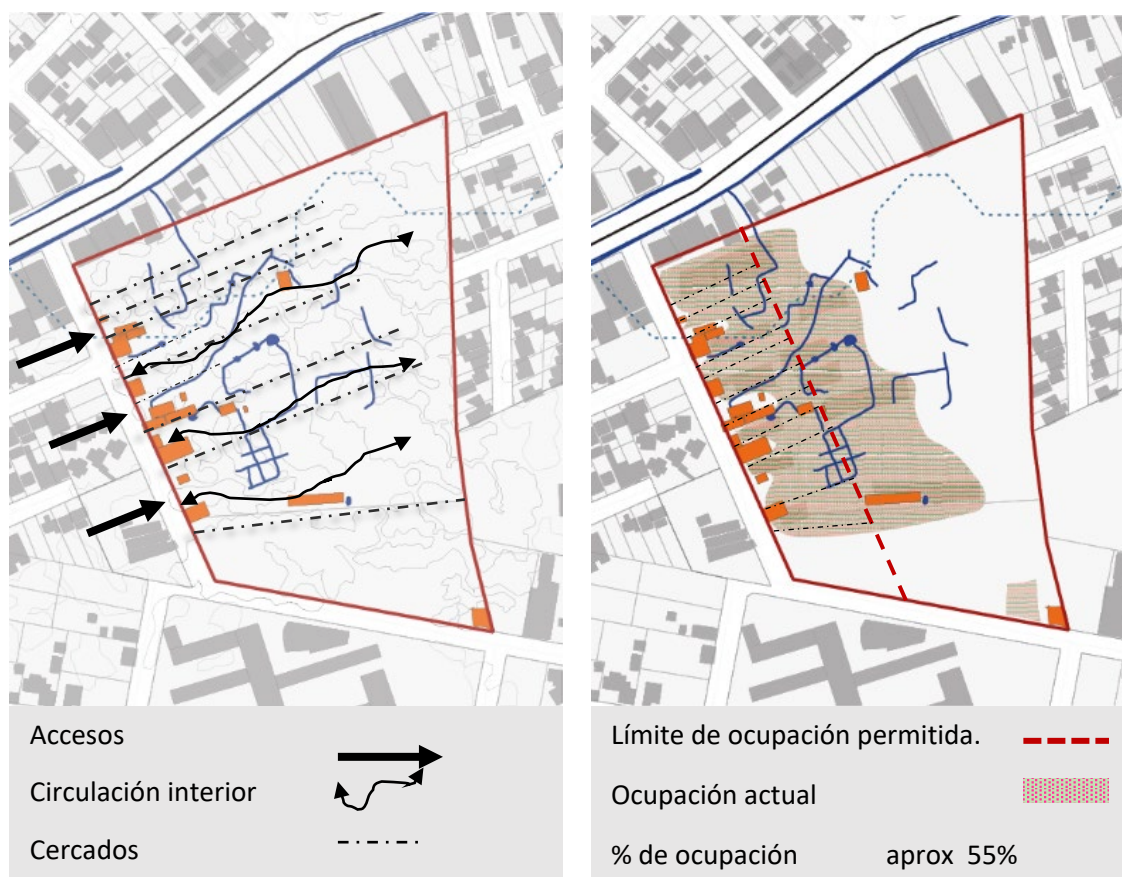 Accesos
Circulación interior
Cercados
Límite de ocupación permitida.
Ocupación actual
% de ocupación aprox 55%